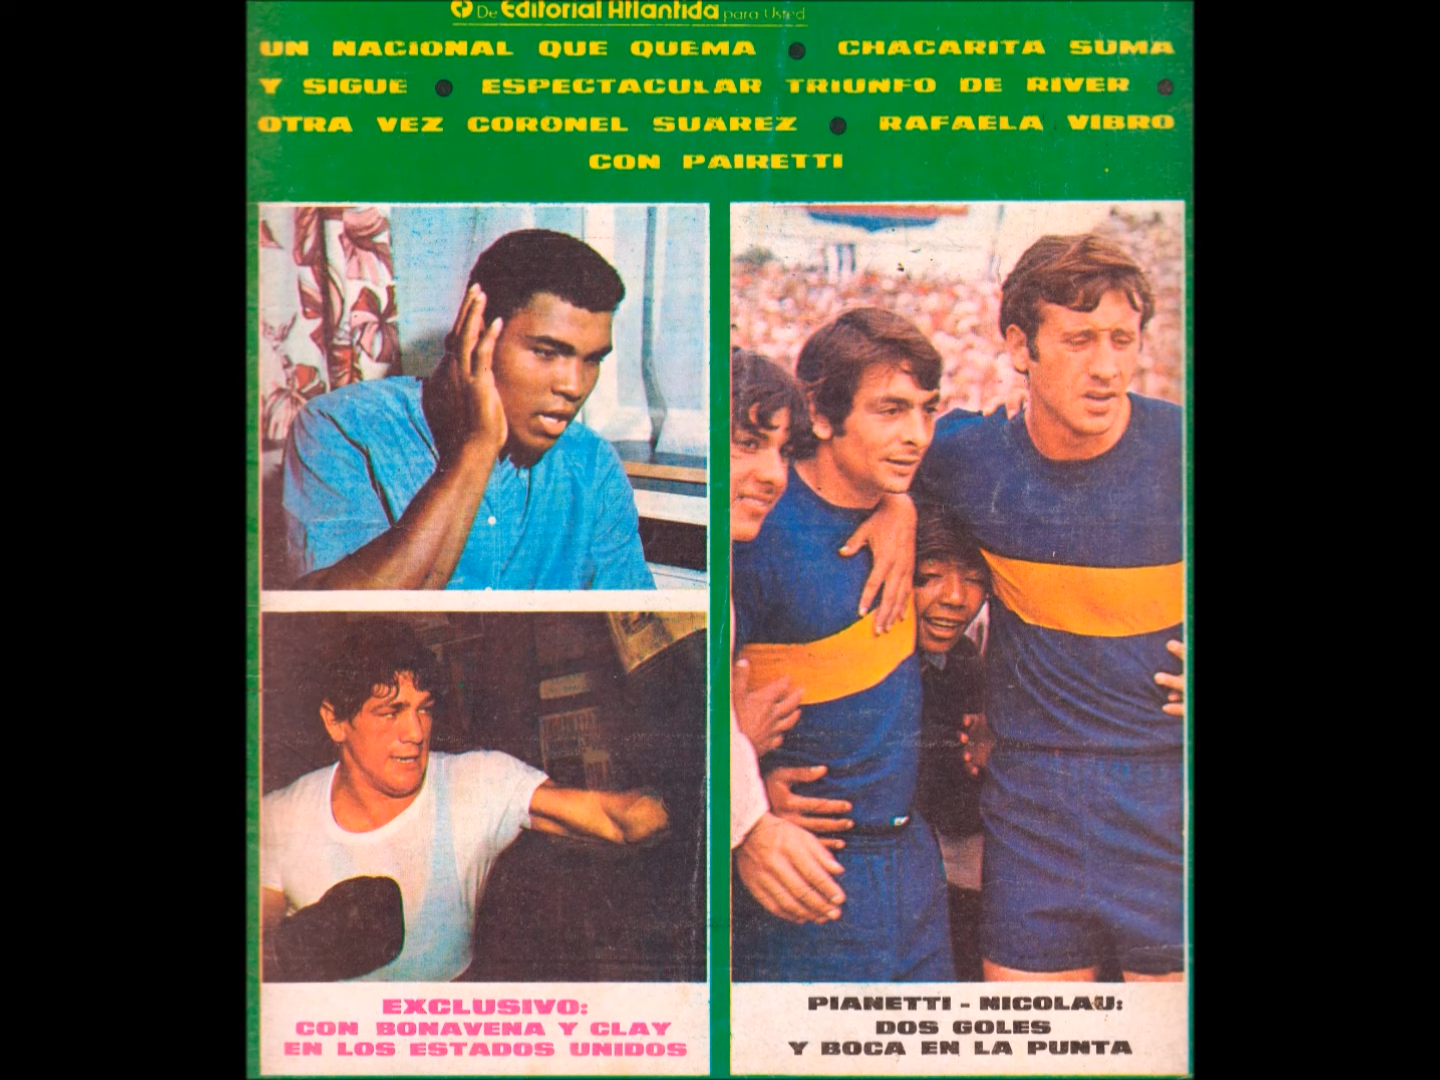 De Editorial Atlantida para Usted
UN NACIONAL QUE QUEMA ● CHACARITA SUMA
Y SIGUE ● ESPECTACULAR TRIUNFO DE RIVER ●
OTRA VEZ CORONEL SUAREZ ● RAFAELA VIBRO
CON PAIRETTI
EXCLUSIVO:
CON BONAVENA Y CLAY
EN LOS ESTADOS UNIDOS
PIANETTI - NICOLAU:
DOS GOLES
Y BOCA EN LA PUNTA